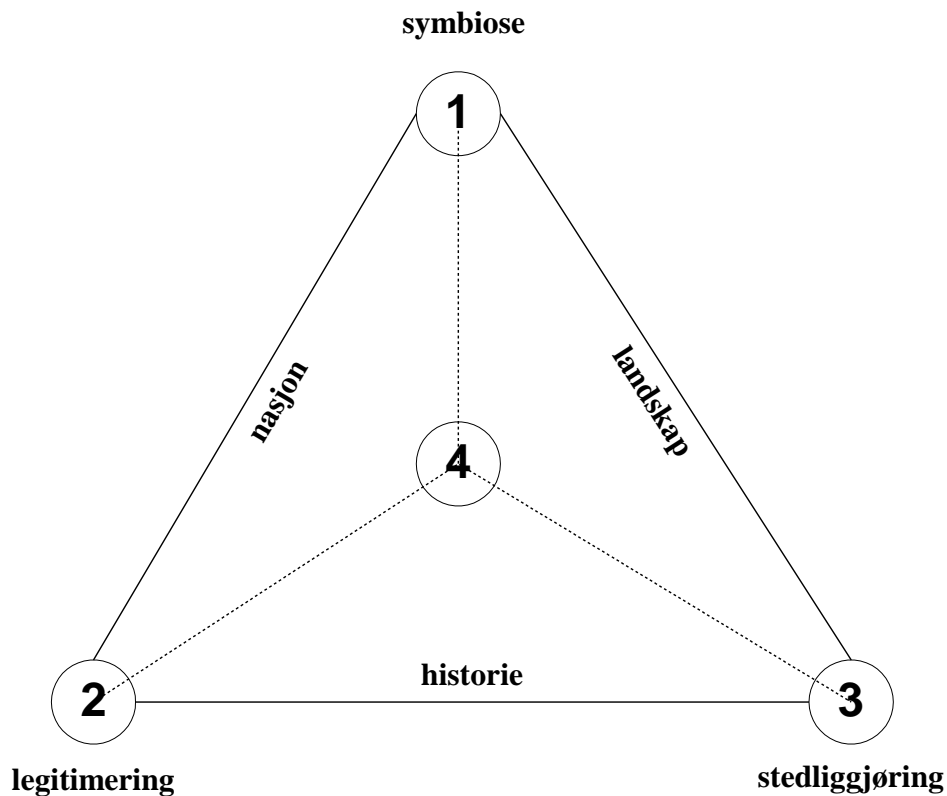 symbiose
1
nasjon
landskap
4
historie
2
3
legitimering
stedliggjøring